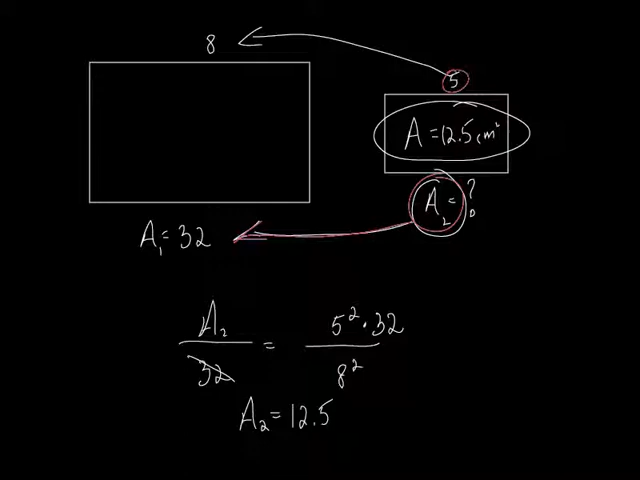 8
5
A = 12.5 cm²
A₂ = ?
A₁ = 32
A₂ / 32 = 5² · 32 / 8²
A₂ = 12.5